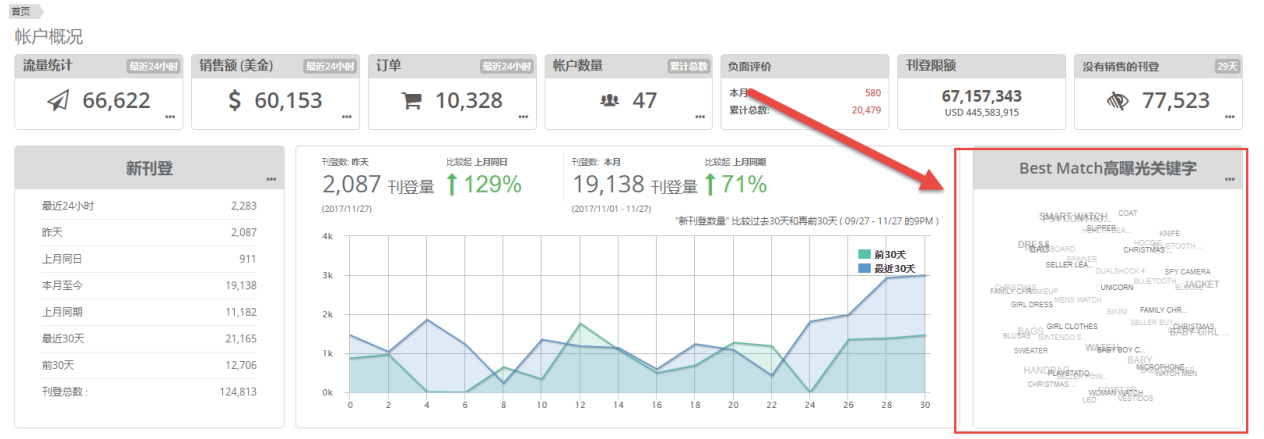 首页
帐户概况
流量统计 最近24小时
66,622
销售额 (美金) 最近24小时
$ 60,153
订单 最近24小时
10,328
帐户数量 累计总数
47
负面评价
本月: 580
累计总数: 20,479
刊登限额
67,157,343
USD 445,583,915
没有销售的刊登 29天
77,523
新刊登
最近24小时 2,283
昨天 2,087
上月同日 911
本月至今 19,138
上月同期 11,182
最近30天 21,165
前30天 12,706
刊登总数 : 124,813
刊登数: 昨天 比较起 上月同日
2,087 刊登量 129%
(2017/11/27)
刊登数: 本月 比较起 上月同期
19,138 刊登量 71%
(2017/11/01 - 11/27)
"新刊登数量" 比较过去30天和再前30天 ( 09/27 - 11/27 的9PM )
4k
3k
2k
1k
0k
前30天
最近30天
0 2 4 6 8 10 12 14 16 18 20 22 24 26 28 30
Best Match高曝光关键字
SMART WATCH
COAT
KNIFE
DRESS
BAG
HOODIE
CHRISTMAS...
SPINNER
SELLER LEA...
DUALSHOCK 4
SPY CAMERA
BLUETOOTH
JACKET
UNICORN
FAMILY CHR...
MENS WATCH
GIRL DRESS
BIKINI
FAMILY CHR...
SELLER BUY...
GIRL CLOTHES
CHRISTMAS...
BABY GIRL ...
BAGS
NINTENDO S...
SWEATER
WATCH
BABY BOY C...
BABY
MICROPHONE
HANDBAG
PLAYSTATIO...
WATCH MEN
CHRISTMAS ...
WOMAN WATCH
LED
VESTIDOS